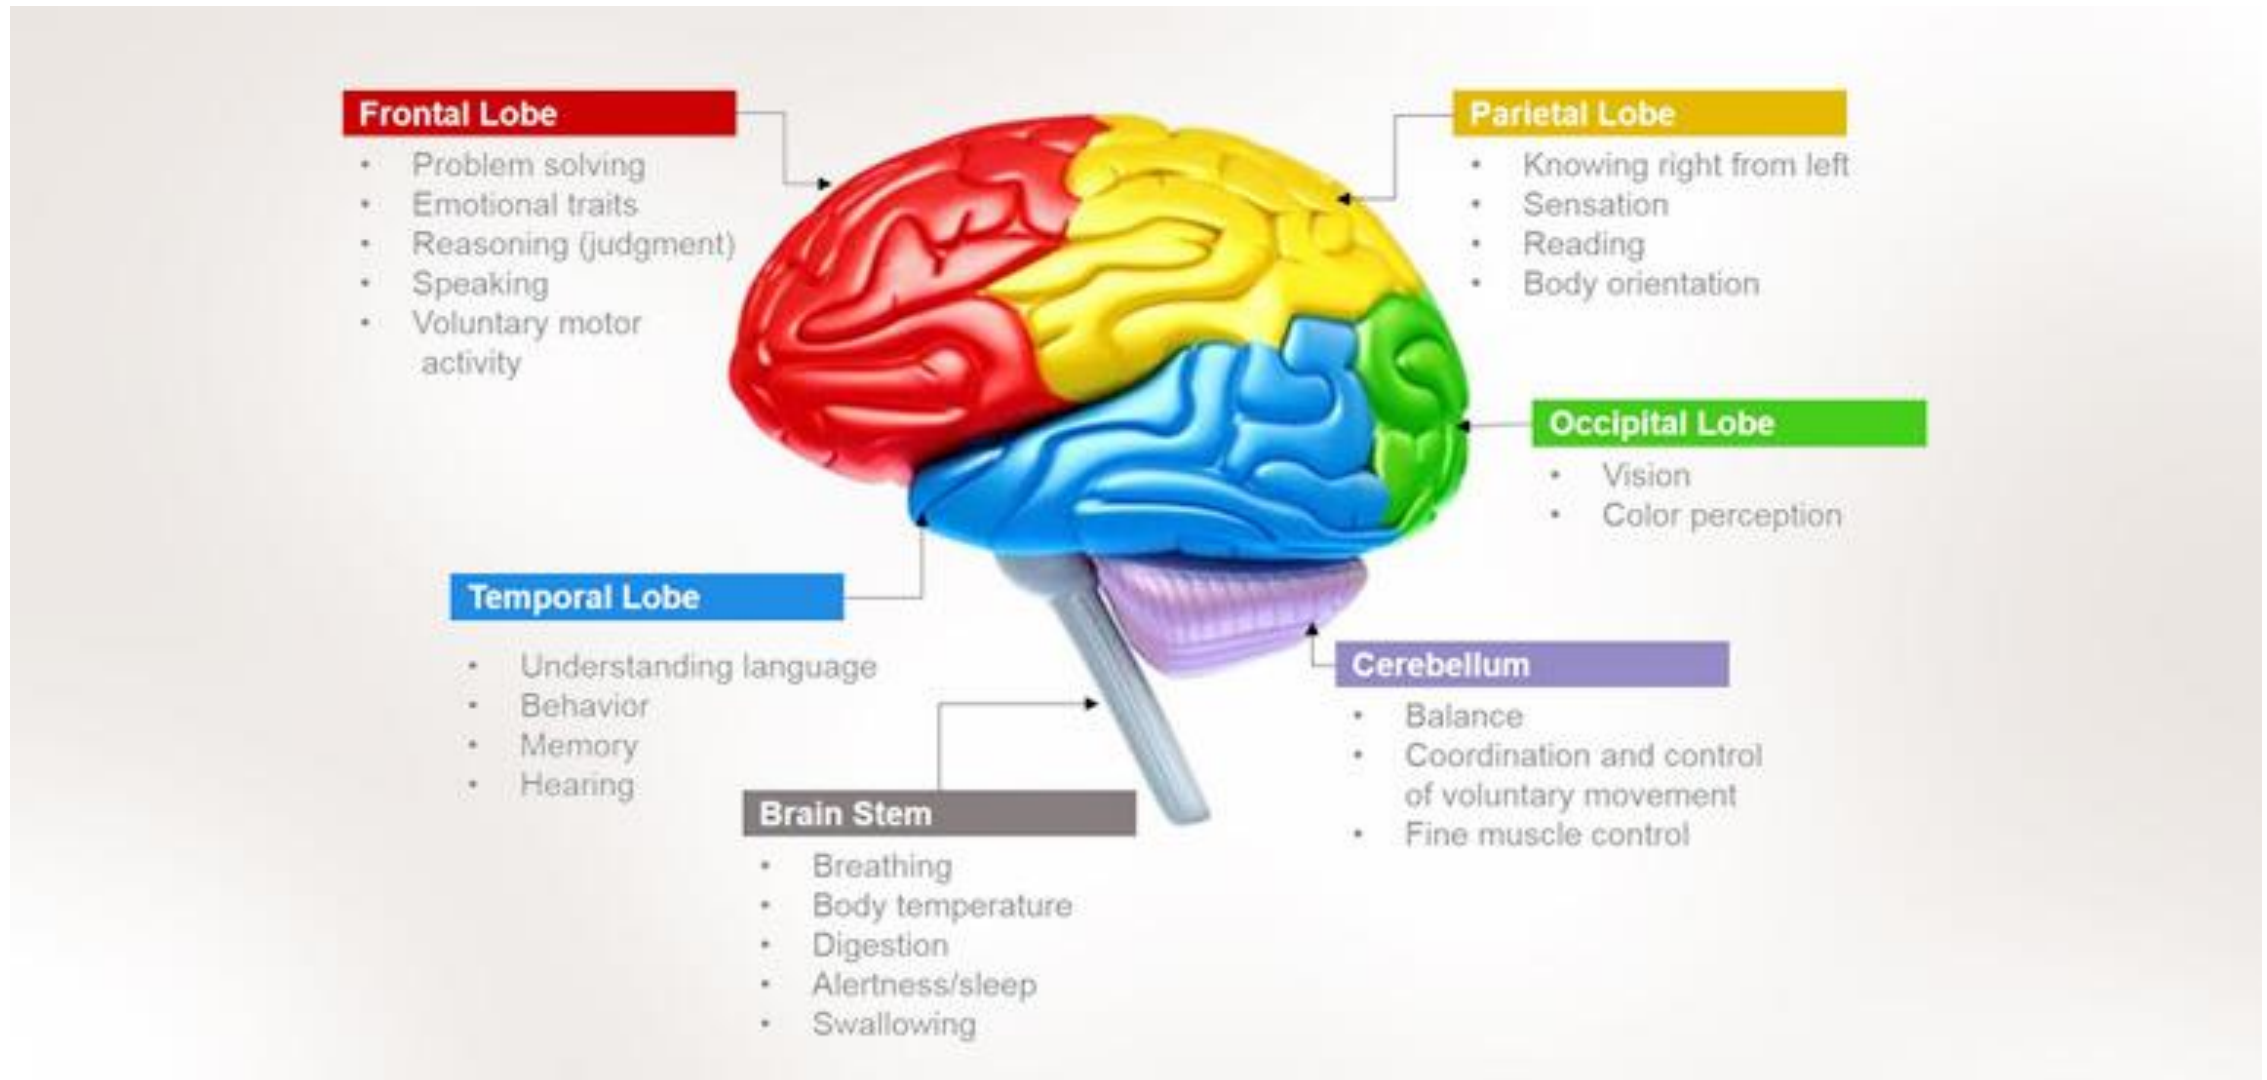 Frontal Lobe
• Problem solving
• Emotional traits
• Reasoning (judgment)
• Speaking
• Voluntary motor
activity
Parietal Lobe
• Knowing right from left
• Sensation
• Reading
• Body orientation
Occipital Lobe
• Vision
• Color perception
Temporal Lobe
• Understanding language
• Behavior
• Memory
• Hearing
Cerebellum
• Balance
• Coordination and control
of voluntary movement
• Fine muscle control
Brain Stem
• Breathing
• Body temperature
• Digestion
• Alertness/sleep
• Swallowing